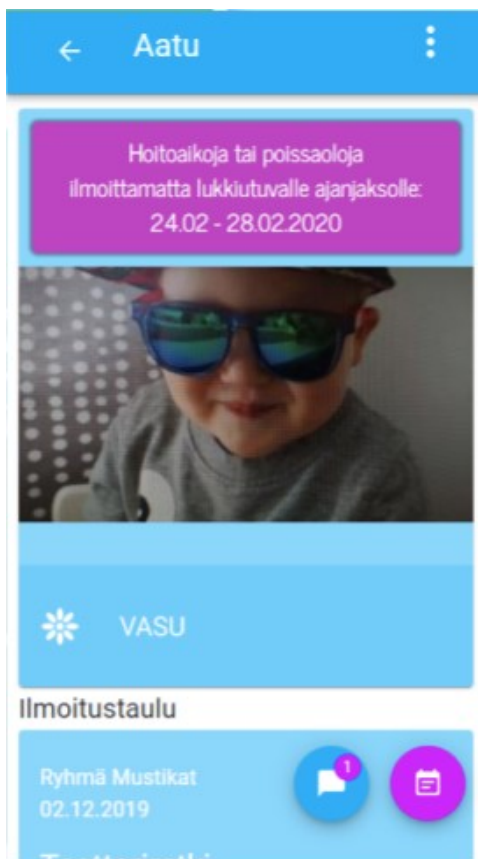 Aatu
Hoitoaikoja tai poissaoloja
ilmoittamatta lukkiutuvalle ajanjaksolle:
24.02 - 28.02.2020
VASU
Ilmoitustaulu
Ryhmä Mustikat
1
02.12.2019